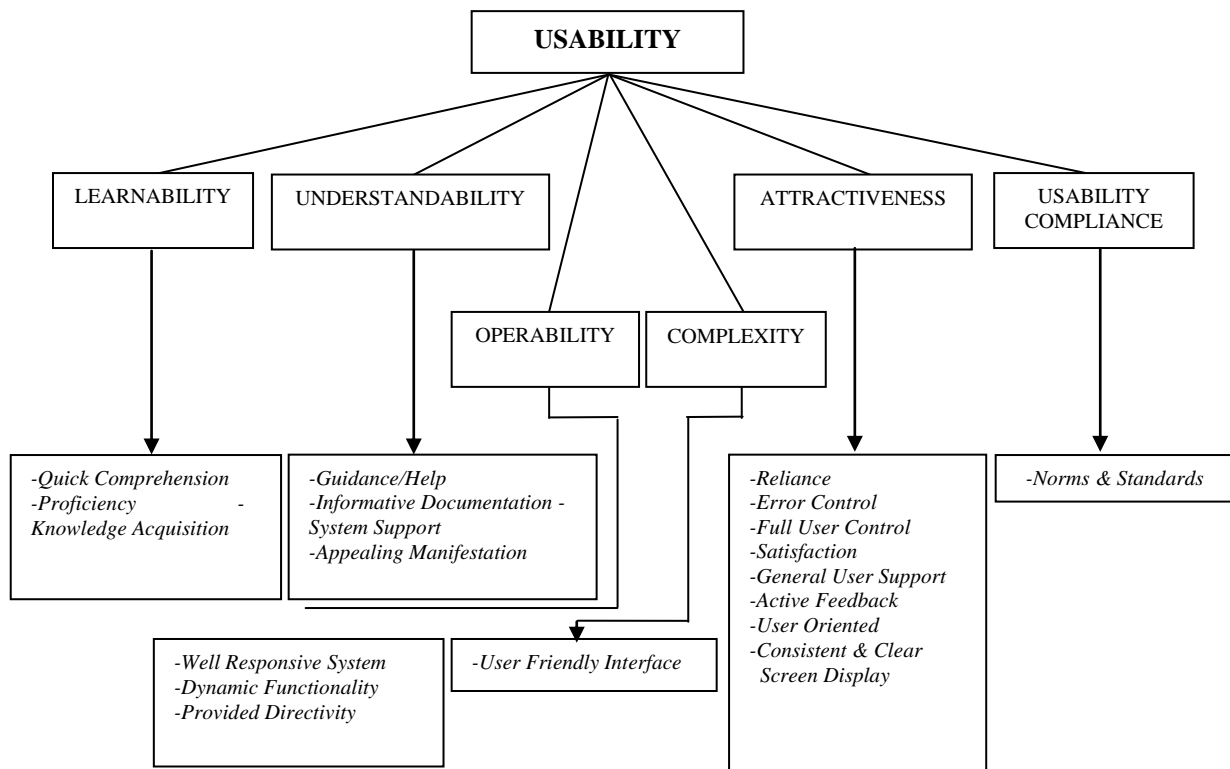 USABILITY
LEARNABILITY
UNDERSTANDABILITY
ATTRACTIVENESS
USABILITY
COMPLIANCE
OPERABILITY
COMPLEXITY
-Quick Comprehension
-Proficiency -
Knowledge Acquisition
-Guidance/Help
-Informative Documentation -
System Support
-Appealing Manifestation
-Reliance
-Error Control
-Full User Control
-Satisfaction
-General User Support
-Active Feedback
-User Oriented
-Consistent & Clear
Screen Display
-Norms & Standards
-Well Responsive System
-Dynamic Functionality
-Provided Directivity
-User Friendly Interface